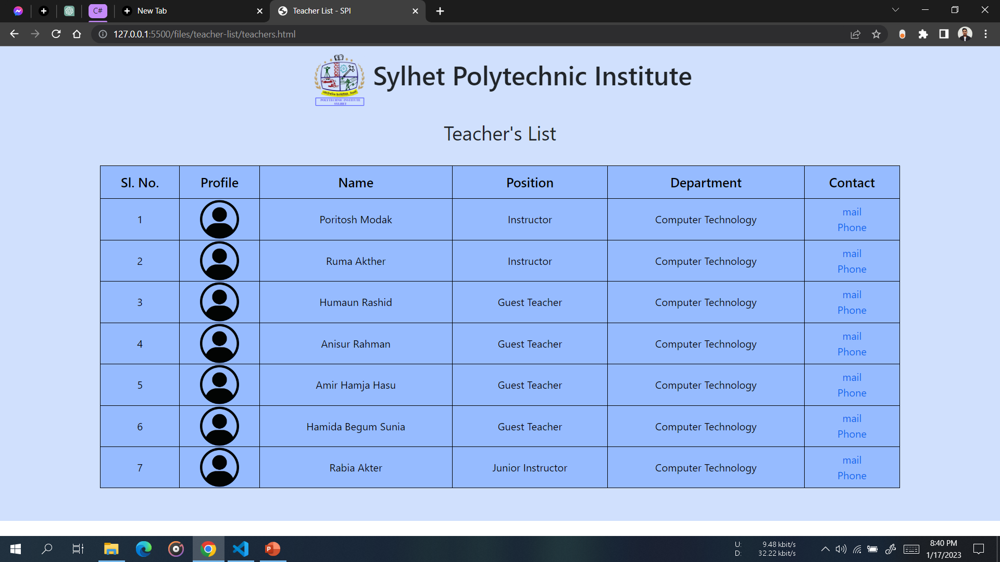 C#
New Tab
Teacher List - SPI
127.0.0.1:5500/files/teacher-list/teachers.html
POLYTECHNIC INSTITUTE
SYLHET
Sylhet Polytechnic Institute
Teacher's List
Sl. No. Profile Name Position Department Contact
1 Poritosh Modak Instructor Computer Technology mail
Phone
2 Ruma Akther Instructor Computer Technology mail
Phone
3 Humaun Rashid Guest Teacher Computer Technology mail
Phone
4 Anisur Rahman Guest Teacher Computer Technology mail
Phone
5 Amir Hamja Hasu Guest Teacher Computer Technology mail
Phone
6 Hamida Begum Sunia Guest Teacher Computer Technology mail
Phone
7 Rabia Akter Junior Instructor Computer Technology mail
Phone
U: 9.48 kbit/s
D: 32.22 kbit/s
8:40 PM
1/17/2023